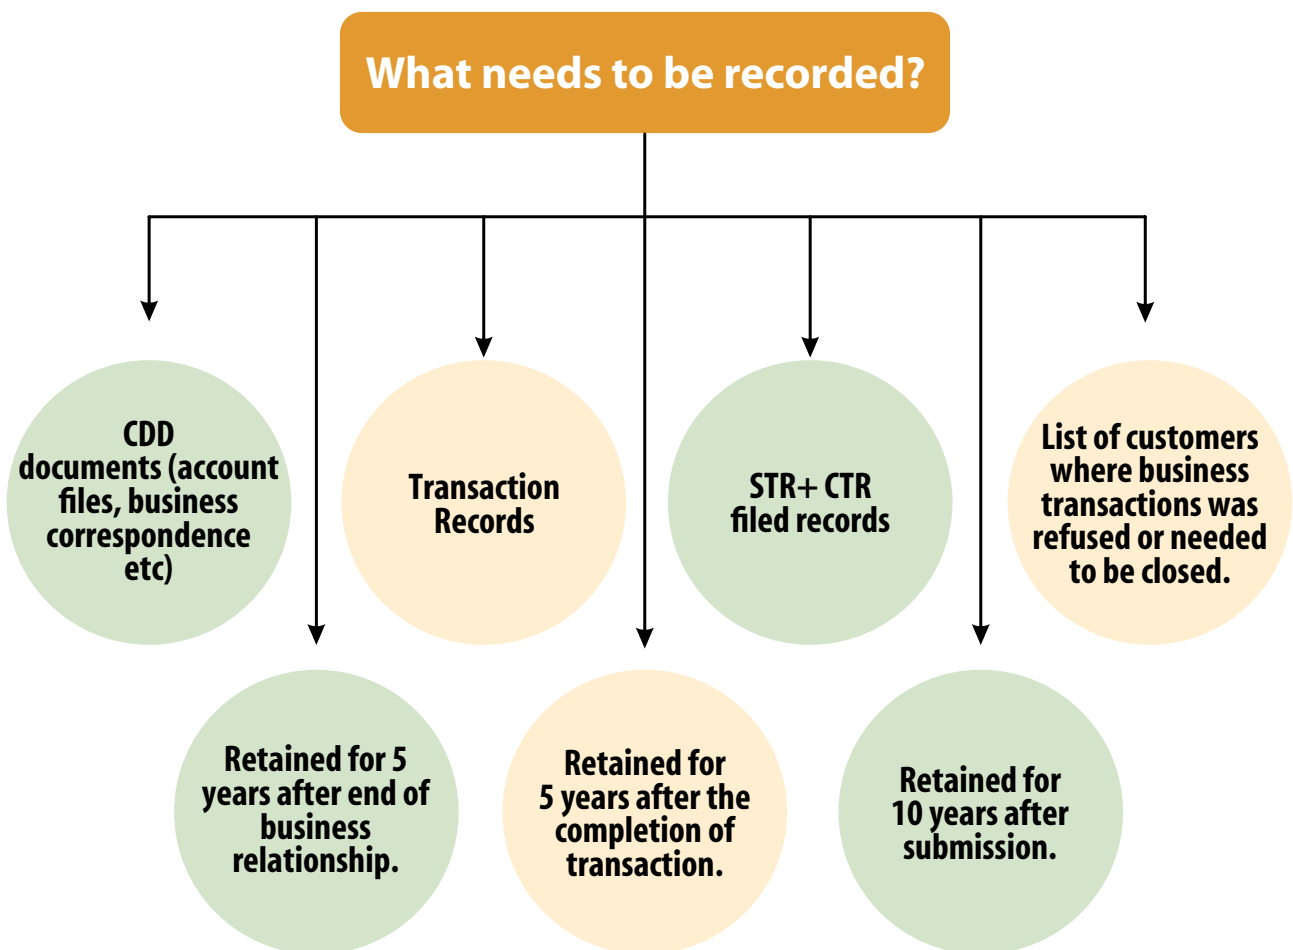 What needs to be recorded?
CDD
documents (account
files, business
correspondence
etc)
Transaction
Records
STR+ CTR
filed records
List of customers
where business
transactions was
refused or needed
to be closed.
Retained for 5
years after end of
business
relationship.
Retained for
5 years after the
completion of
transaction.
Retained for
10 years after
submission.